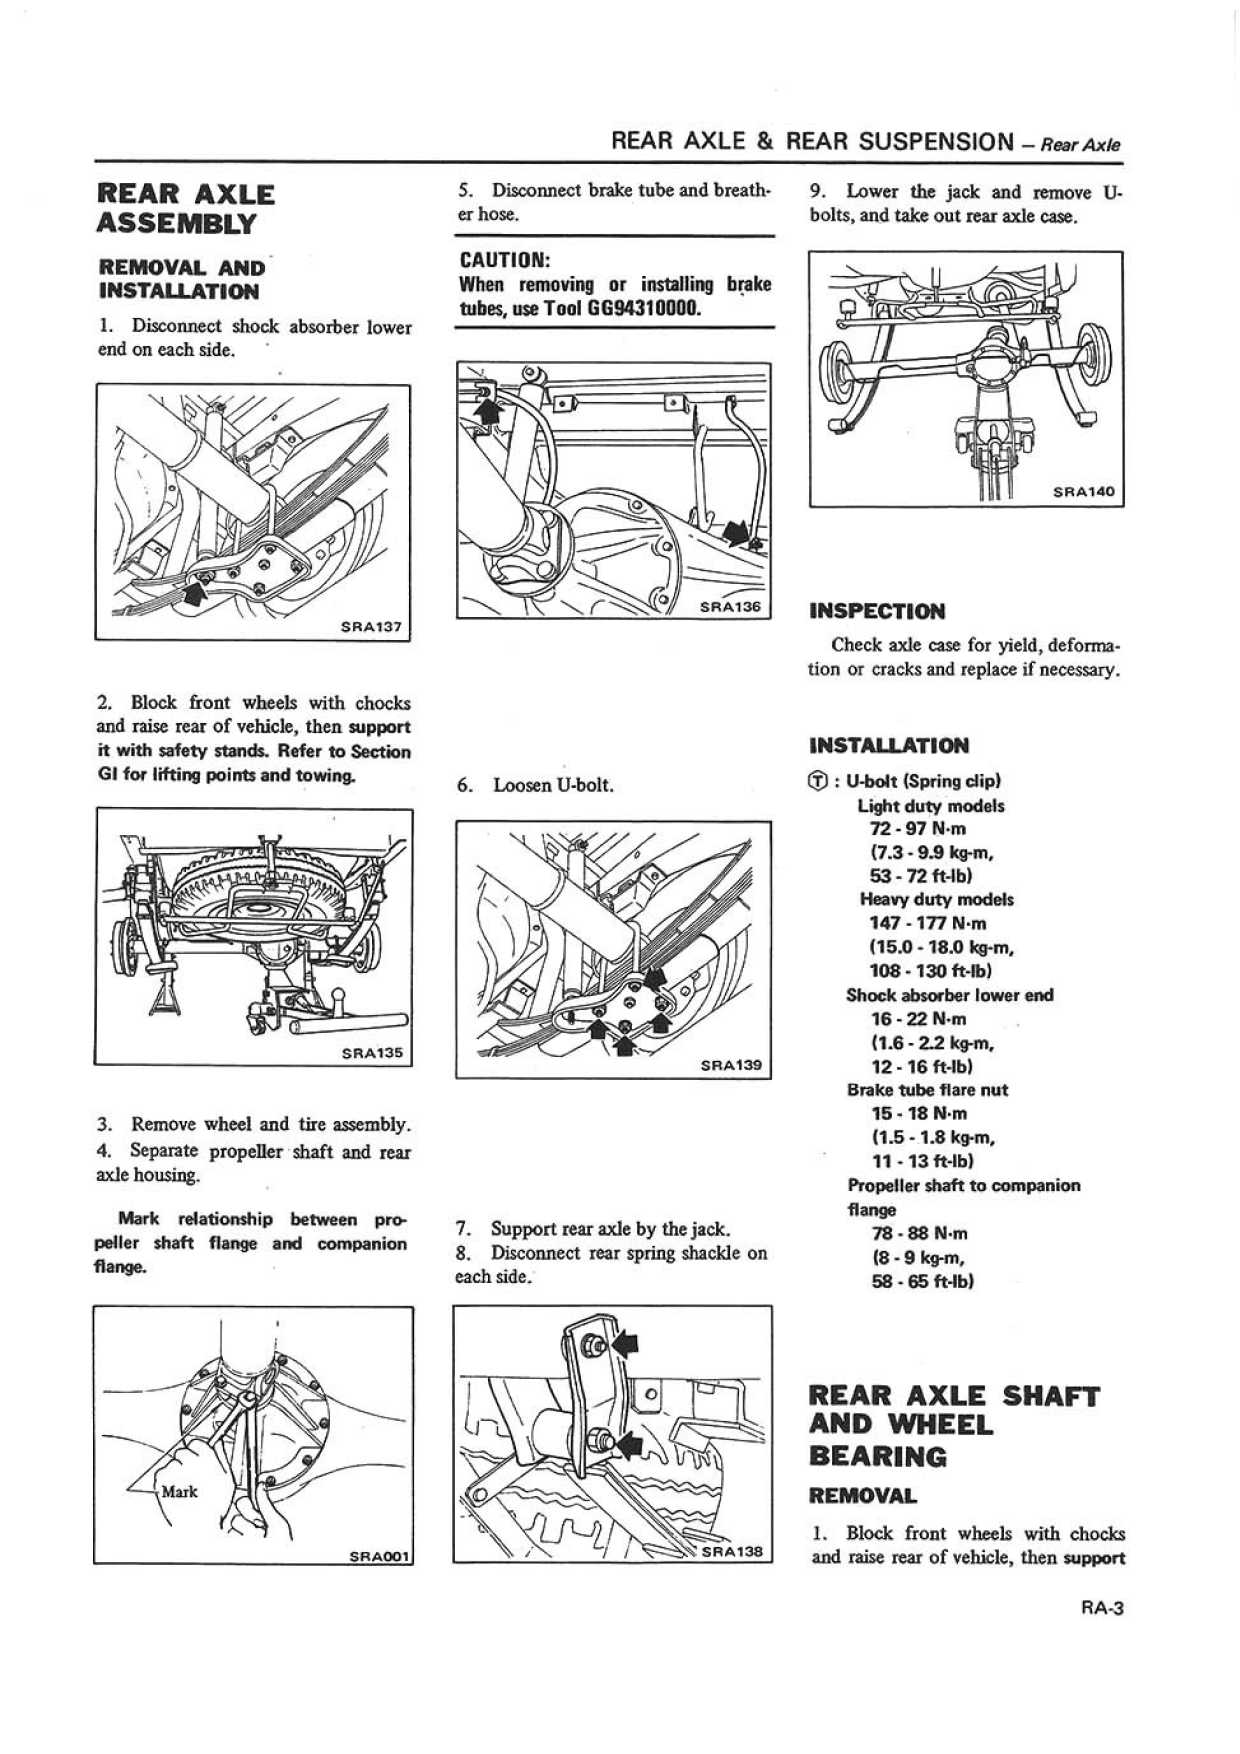 REAR AXLE & REAR SUSPENSION – Rear Axle
REAR AXLE
ASSEMBLY
REMOVAL AND
INSTALLATION
1. Disconnect shock absorber lower
end on each side.
SRA137
2. Block front wheels with chocks
and raise rear of vehicle, then support
it with safety stands. Refer to Section
GI for lifting points and towing.
SRA135
3. Remove wheel and tire assembly.
4. Separate propeller shaft and rear
axle housing.
Mark relationship between pro-
peller shaft flange and companion
flange.
Mark
SRA001
5. Disconnect brake tube and breath-
er hose.
CAUTION:
When removing or installing brake
tubes, use Tool GG94310000.
SRA136
6. Loosen U-bolt.
SRA139
7. Support rear axle by the jack.
8. Disconnect rear spring shackle on
each side.
SRA138
9. Lower the jack and remove U-
bolts, and take out rear axle case.
SRA140
INSPECTION
Check axle case for yield, deforma-
tion or cracks and replace if necessary.
INSTALLATION
Ⓣ : U-bolt (Spring clip)
Light duty models
72 - 97 N·m
(7.3 - 9.9 kg-m,
53 - 72 ft-lb)
Heavy duty models
147 - 177 N·m
(15.0 - 18.0 kg-m,
108 - 130 ft-lb)
Shock absorber lower end
16 - 22 N·m
(1.6 - 2.2 kg-m,
12 - 16 ft-lb)
Brake tube flare nut
15 - 18 N·m
(1.5 - 1.8 kg-m,
11 - 13 ft-lb)
Propeller shaft to companion
flange
78 - 88 N·m
(8 - 9 kg-m,
58 - 65 ft-lb)
REAR AXLE SHAFT
AND WHEEL
BEARING
REMOVAL
1. Block front wheels with chocks
and raise rear of vehicle, then support
RA-3